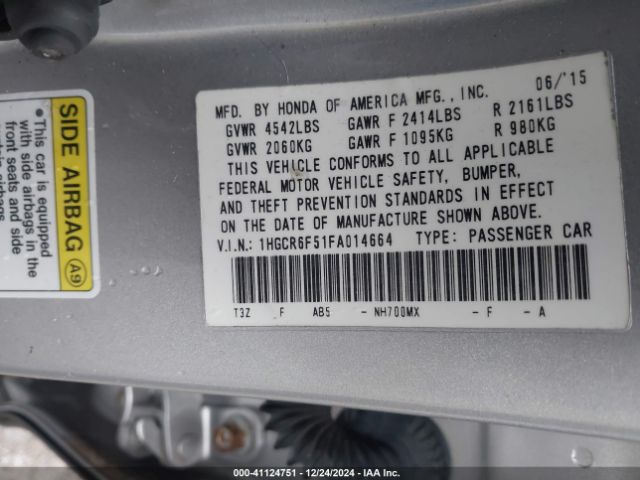 MFD. BY HONDA OF AMERICA MFG., INC. 06/'15
GVWR 4542LBS GAWR F 2414LBS R 2161LBS
GVWR 2060KG GAWR F 1095KG R 980KG
THIS VEHICLE CONFORMS TO ALL APPLICABLE
FEDERAL MOTOR VEHICLE SAFETY, BUMPER,
AND THEFT PREVENTION STANDARDS IN EFFECT
ON THE DATE OF MANUFACTURE SHOWN ABOVE.
V.I.N.: 1HGCR6F51FA014664 TYPE: PASSENGER CAR
T3Z F AB5 - NH700MX - F - A
SIDE AIRBAG A9
•This car is equipped
with side airbags in the
front seats and side
000-41124751 - 12/24/2024 - IAA Inc.